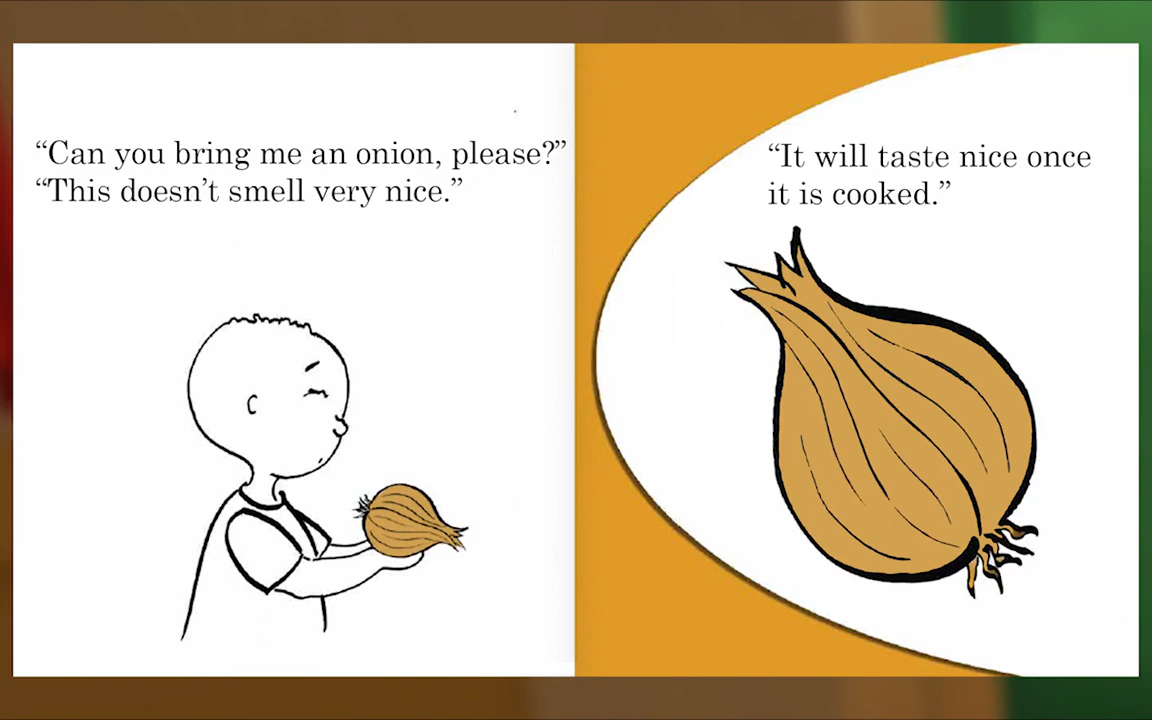 “Can you bring me an onion, please?”
“This doesn’t smell very nice.”
“It will taste nice once
it is cooked.”